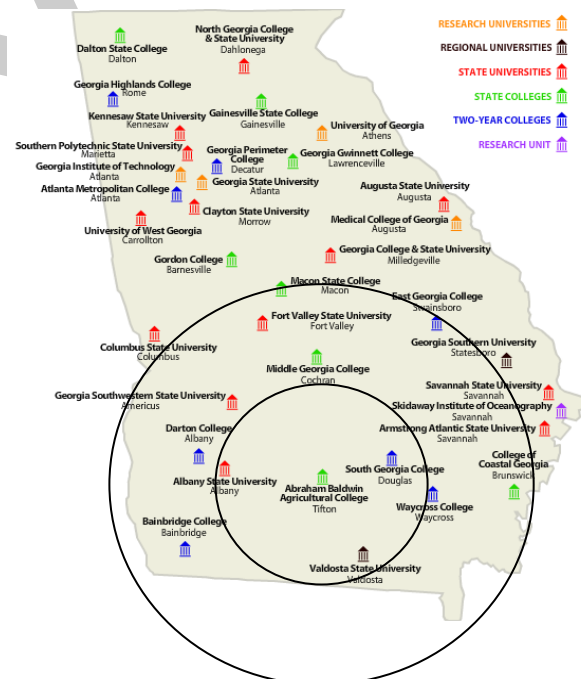 RESEARCH UNIVERSITIES
REGIONAL UNIVERSITIES
STATE UNIVERSITIES
STATE COLLEGES
TWO-YEAR COLLEGES
RESEARCH UNIT
North Georgia College
& State University
Dahlonega
Dalton State College
Dalton
Georgia Highlands College
Rome
Gainesville State College
Gainesville
Kennesaw State University
Kennesaw
University of Georgia
Athens
Southern Polytechnic State University
Marietta
Georgia Perimeter
College
Decatur
Georgia Gwinnett College
Lawrenceville
Georgia Institute of Technology
Atlanta
Georgia State University
Atlanta
Atlanta Metropolitan College
Atlanta
Augusta State University
Augusta
Clayton State University
Morrow
Medical College of Georgia
Augusta
University of West Georgia
Carrollton
Georgia College & State University
Milledgeville
Gordon College
Barnesville
Macon State College
Macon
East Georgia College
Swainsboro
Fort Valley State University
Fort Valley
Columbus State University
Columbus
Georgia Southern University
Statesboro
Middle Georgia College
Cochran
Savannah State University
Savannah
Georgia Southwestern State University
Americus
Skidaway Institute of Oceanography
Savannah
Armstrong Atlantic State University
Savannah
Darton College
Albany
College of
Coastal Georgia
Brunswick
South Georgia College
Douglas
Albany State University
Albany
Abraham Baldwin
Agricultural College
Tifton
Waycross College
Waycross
Bainbridge College
Bainbridge
Valdosta State University
Valdosta